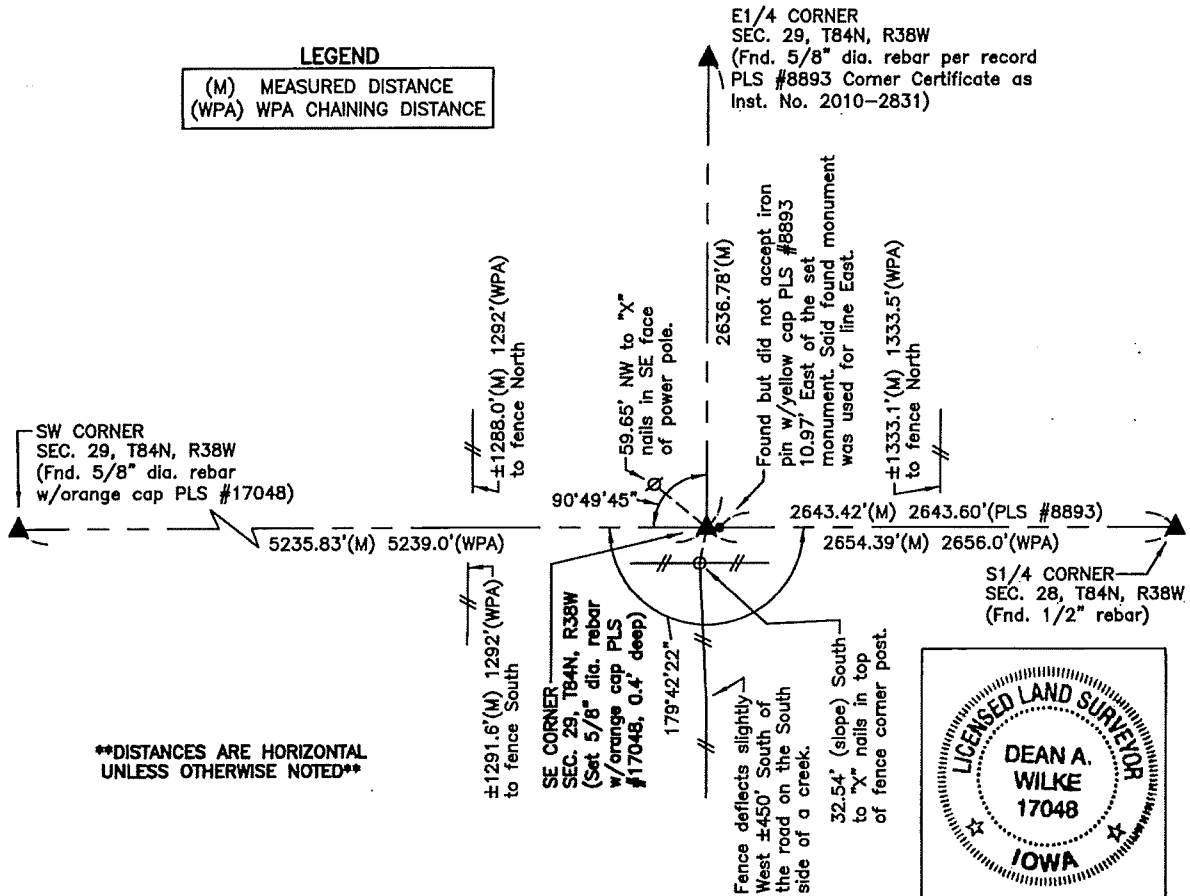 LEGEND
(M) MEASURED DISTANCE
(WPA) WPA CHAINING DISTANCE
E1/4 CORNER
SEC. 29, T84N, R38W
(Fnd. 5/8" dia. rebar per record
PLS #8893 Corner Certificate as
Inst. No. 2010-2831)
SW CORNER
SEC. 29, T84N, R38W
(Fnd. 5/8" dia. rebar
w/orange cap PLS #17048)
±1288.0'(M) 1292'(WPA)
to fence North
59.65' NW to "X"
nails in SE face
of power pole.
2636.78'(M)
Found but did not accept iron
pin w/yellow cap PLS #8893
10.97' East of the set
monument. Said found monument
was used for line East.
±1333.1'(M) 1333.5'(WPA)
to fence North
90°49'45"
2643.42'(M) 2643.60'(PLS #8893)
5235.83'(M) 5239.0'(WPA)
2654.39'(M) 2656.0'(WPA)
S1/4 CORNER
SEC. 28, T84N, R38W
(Fnd. 1/2" rebar)
±1291.6'(M) 1292'(WPA)
to fence South
SE CORNER
SEC. 29, T84N, R38W
(Set 5/8" dia. rebar
w/orange cap PLS
#17048, 0.4' deep)
179°42'22"
Fence deflects slightly
West ±450' South of
the road on the South
side of a creek.
32.54' (slope) South
to "X" nails in top
of fence corner post.
**DISTANCES ARE HORIZONTAL
UNLESS OTHERWISE NOTED**
LICENSED LAND SURVEYOR
DEAN A.
WILKE
17048
IOWA